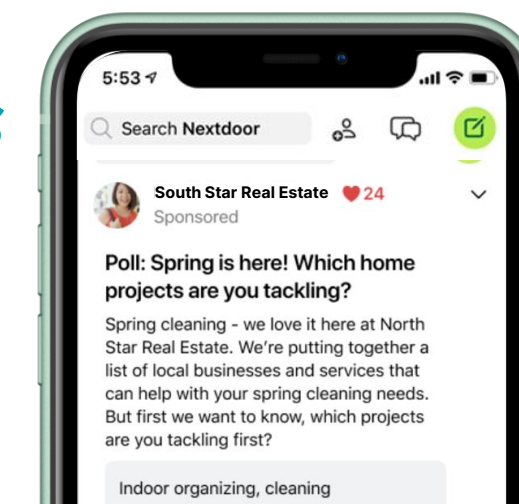 5:53
Search Nextdoor
South Star Real Estate 24
Sponsored
Poll: Spring is here! Which home
projects are you tackling?
Spring cleaning - we love it here at North
Star Real Estate. We're putting together a
list of local businesses and services that
can help with your spring cleaning needs.
But first we want to know, which projects
are you tackling first?
Indoor organizing, cleaning